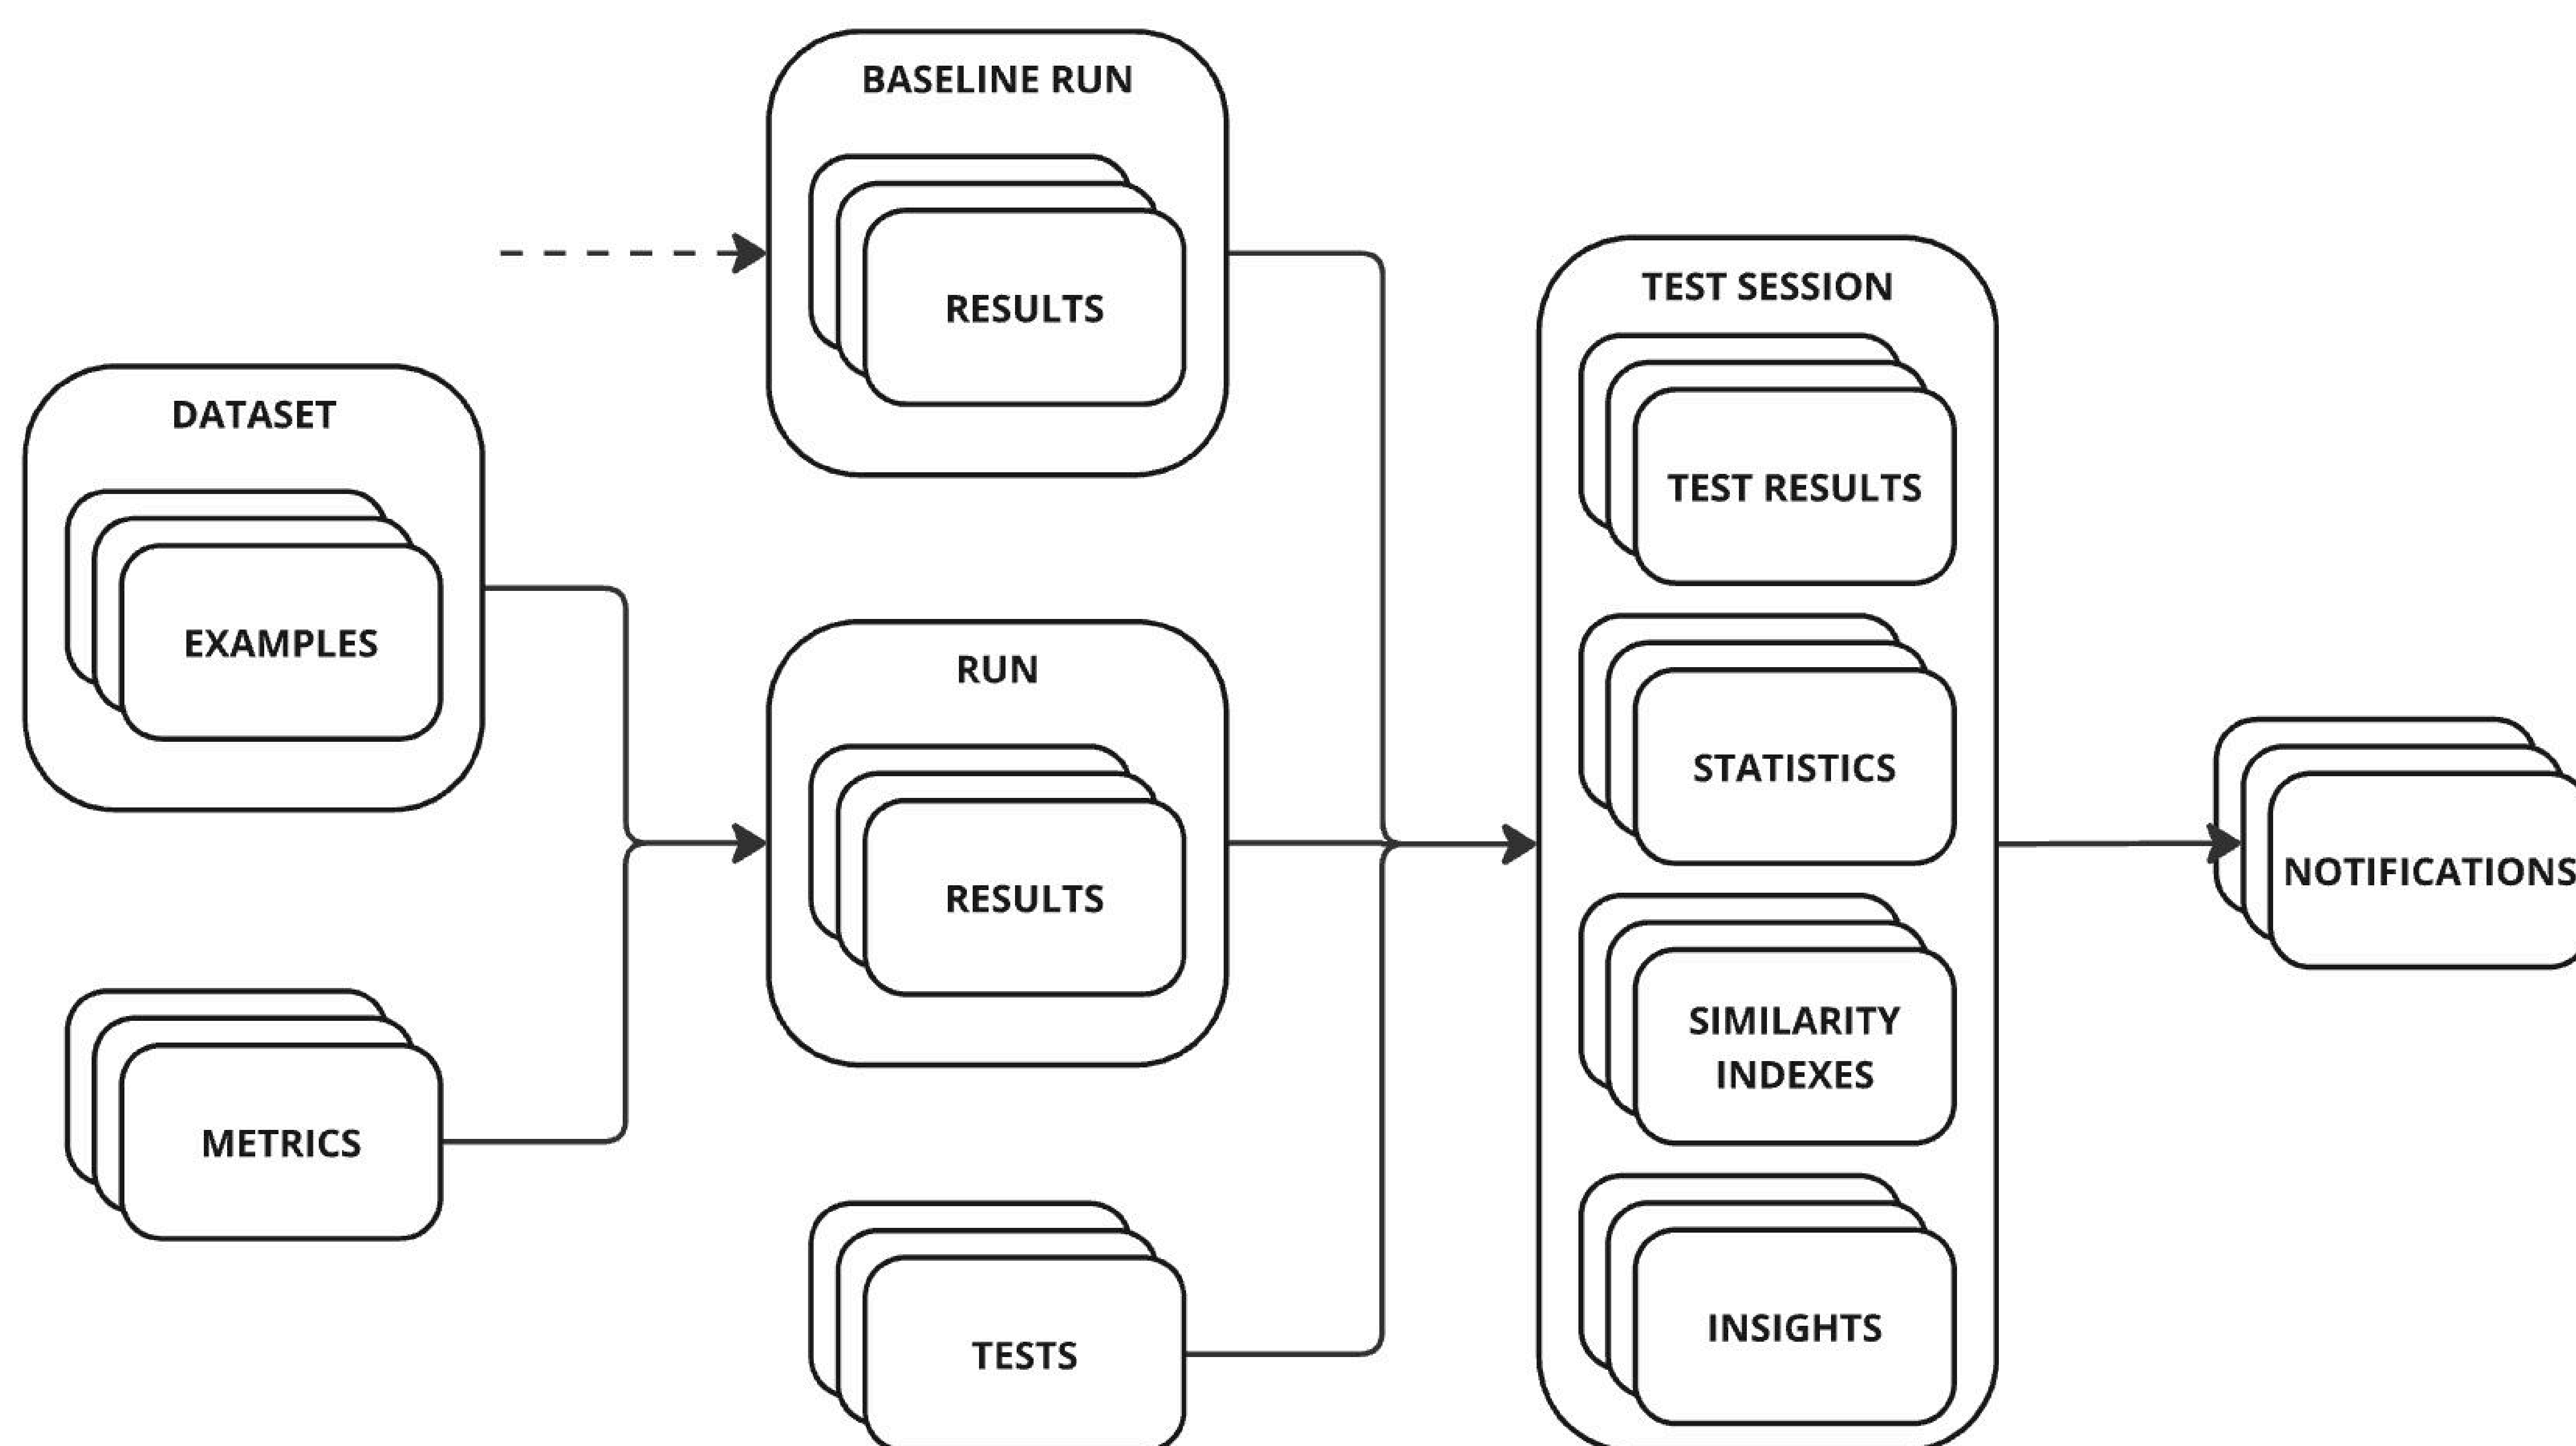 BASELINE RUN
RESULTS
DATASET
EXAMPLES
METRICS
RUN
RESULTS
TESTS
TEST SESSION
TEST RESULTS
STATISTICS
SIMILARITY
INDEXES
INSIGHTS
NOTIFICATIONS